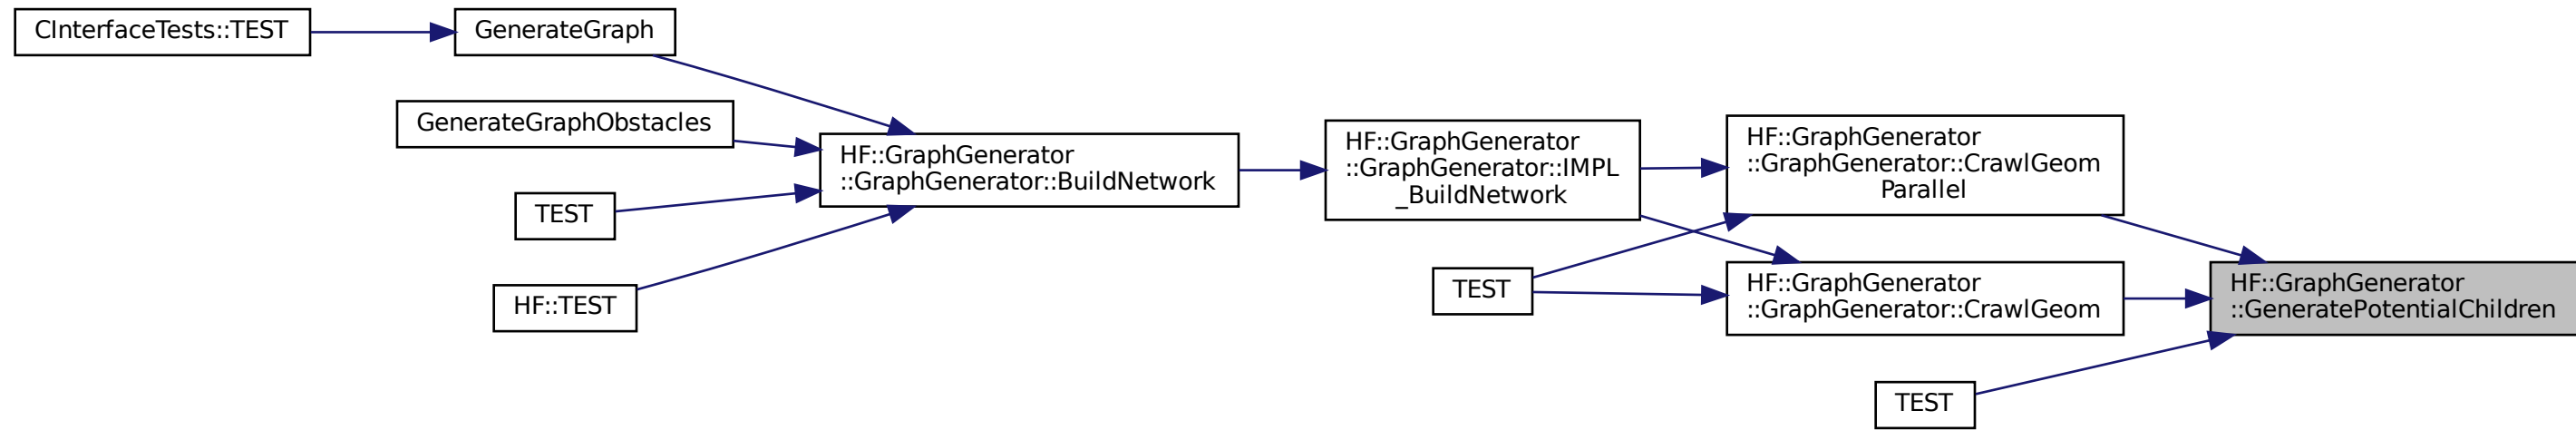 CInterfaceTests::TEST
GenerateGraph
GenerateGraphObstacles
TEST
HF::TEST
HF::GraphGenerator
::GraphGenerator::BuildNetwork
HF::GraphGenerator
::GraphGenerator::IMPL
_BuildNetwork
TEST
HF::GraphGenerator
::GraphGenerator::CrawlGeom
Parallel
HF::GraphGenerator
::GraphGenerator::CrawlGeom
TEST
HF::GraphGenerator
::GeneratePotentialChildren